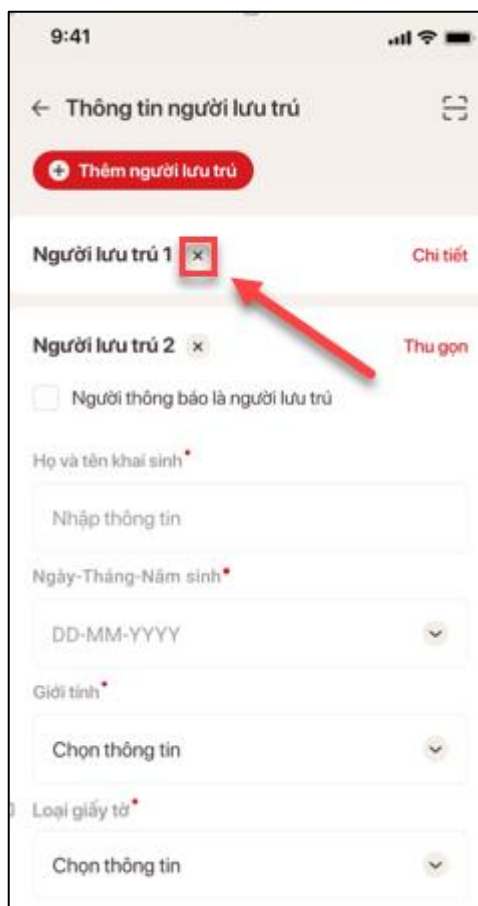 9:41
Thông tin người lưu trú
Thêm người lưu trú
Người lưu trú 1 × Chi tiết
Người lưu trú 2 × Thu gọn
Người thông báo là người lưu trú
Họ và tên khai sinh*
Nhập thông tin
Ngày-Tháng-Năm sinh*
DD-MM-YYYY
Giới tính*
Chọn thông tin
Loại giấy tờ*
Chọn thông tin